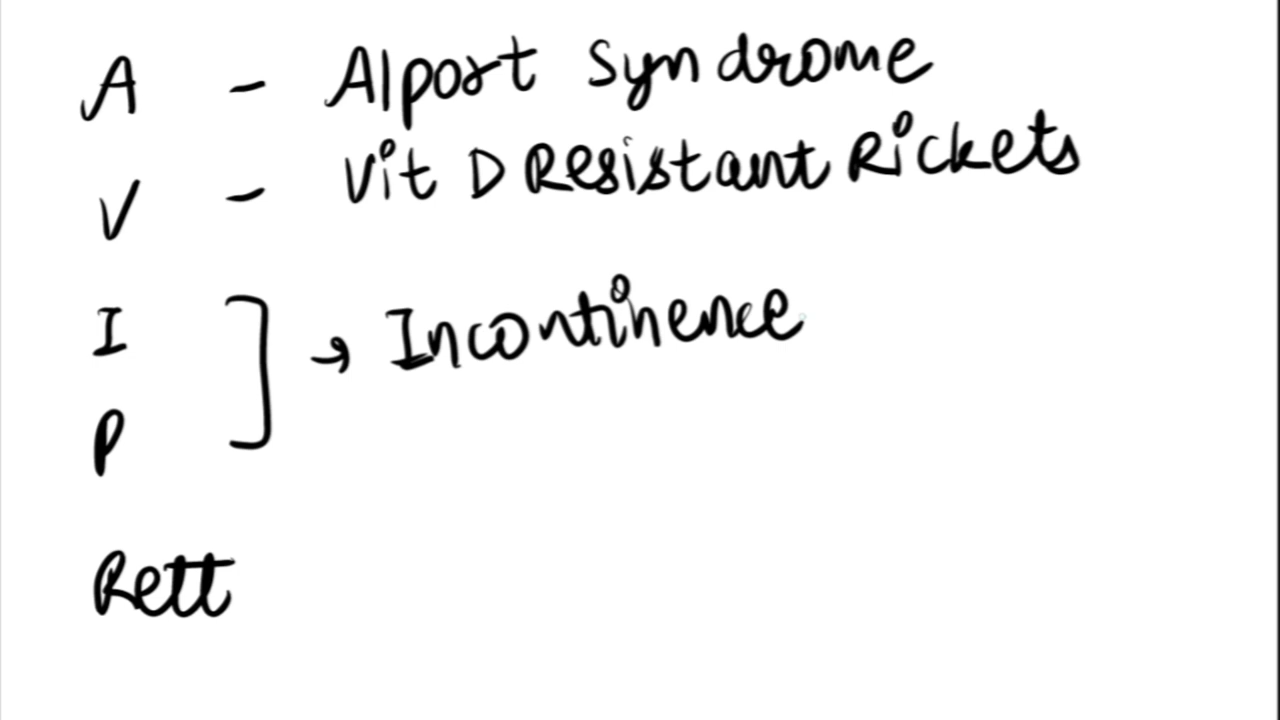 A - Alport Syndrome
V - Vit D Resistant Rickets
I
P ] → Incontinence
Rett